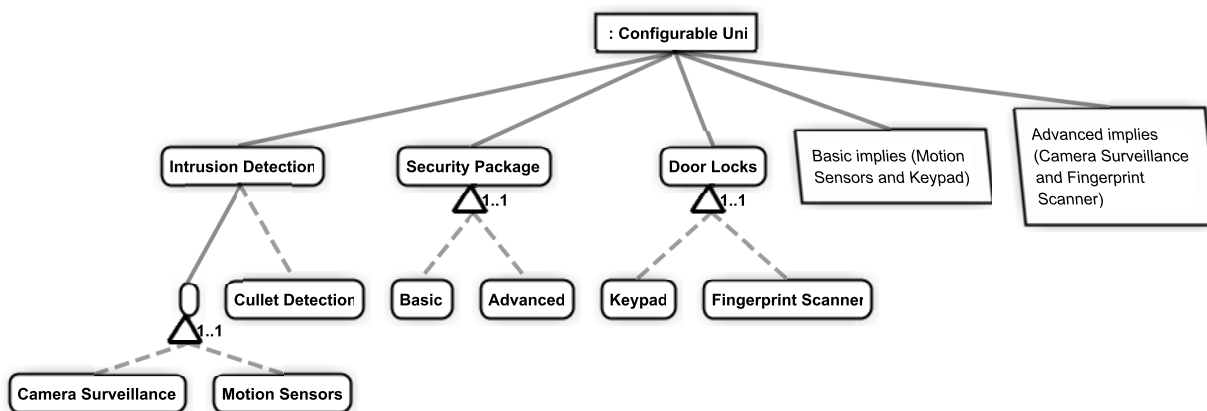 : Configurable Uni
Intrusion Detection
Security Package
Door Locks
Basic implies (Motion
Sensors and Keypad)
Advanced implies
(Camera Surveillance
and Fingerprint
Scanner)
1..1
1..1
Cullet Detection
Basic
Advanced
Keypad
Fingerprint Scanner
1..1
Camera Surveillance
Motion Sensors